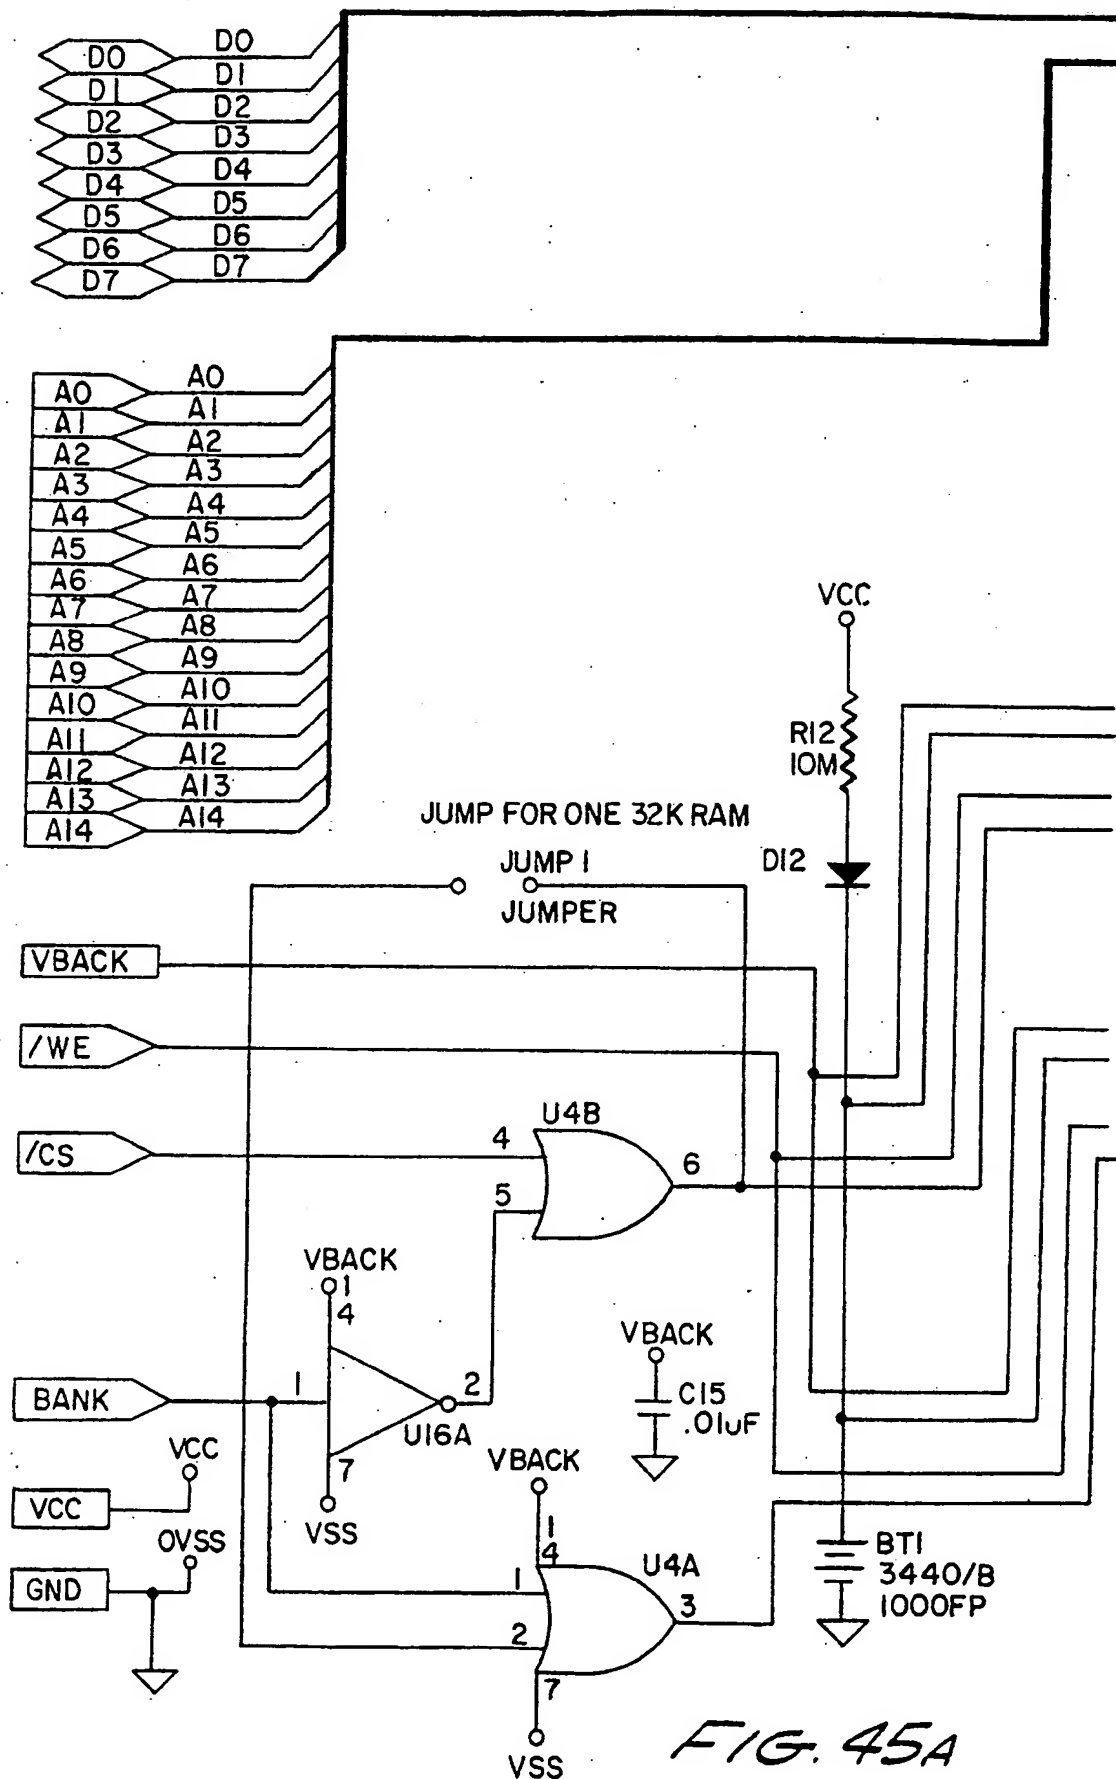 D0 D0
D1 D1
D2 D2
D3 D3
D4 D4
D5 D5
D6 D6
D7 D7
A0 A0
A1 A1
A2 A2
A3 A3
A4 A4
A5 A5
A6 A6
A7 A7
A8 A8
A9 A9
A10 A10
A11 A11
A12 A12
A13 A13
A14 A14
VCC
R12
10M
D12
JUMP FOR ONE 32K RAM
JUMP 1
JUMPER
VBACK
/WE
/CS
U4B
4
5
6
VBACK
1
4
BANK
1
2
U16A
7
VSS
VBACK
C15
.01uF
VCC
VCC
OVSS
GND
VBACK
1
4
U4A
1
2
3
7
VSS
BT1
3440/B
1000FP
FIG. 45A